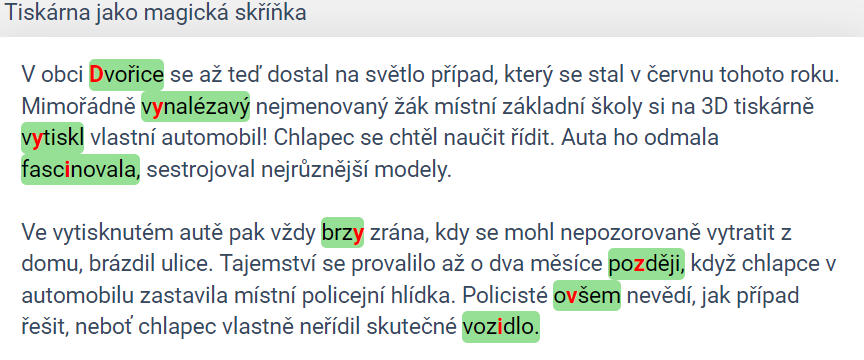 Tiskárna jako magická skříňka
V obci Dvořice se až teď dostal na světlo případ, který se stal v červnu tohoto roku.
Mimořádně vynalézavý nejmenovaný žák místní základní školy si na 3D tiskárně
vytiskl vlastní automobil! Chlapec se chtěl naučit řídit. Auta ho odmala
fascinovala, sestrojoval nejrůznější modely.
Ve vytisknutém autě pak vždy brzy zrána, kdy se mohl nepozorovaně vytratit z
domu, brázdil ulice. Tajemství se provalilo až o dva měsíce později, když chlapce v
automobilu zastavila místní policejní hlídka. Policisté ovšem nevědí, jak případ
řešit, neboť chlapec vlastně neřídil skutečné vozidlo.